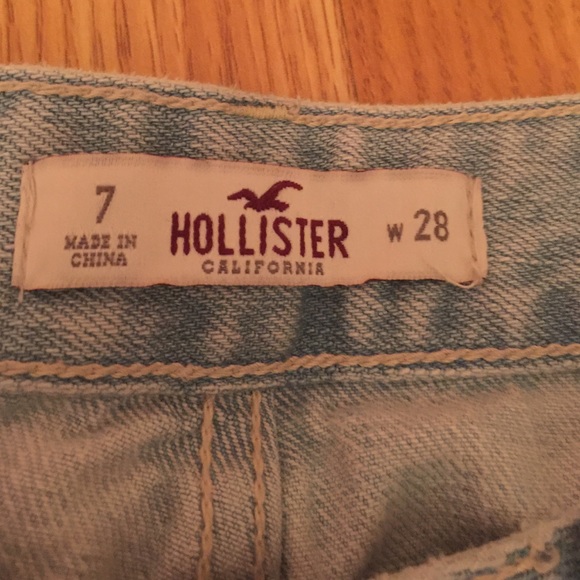 7
MADE IN
CHINA
HOLLISTER
CALIFORNIA
W 28